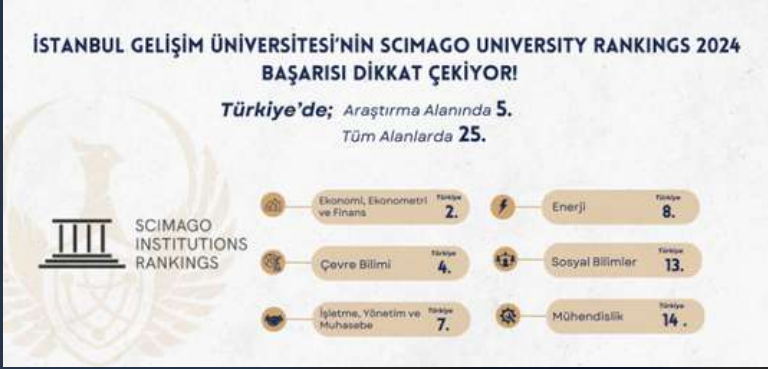 İSTANBUL GELİŞİM ÜNİVERSİTESİ'NİN SCIMAGO UNIVERSITY RANKINGS 2024
BAŞARISI DİKKAT ÇEKİYOR!
Türkiye'de; Araştırma Alanında 5.
Tüm Alanlarda 25.
SCIMAGO
INSTITUTIONS
RANKINGS
Ekonomi, Ekonometri
ve Finans
Türkiye
2.
Çevre Bilimi
Türkiye
4.
İşletme, Yönetim ve
Muhasebe
Türkiye
7.
Enerji
Türkiye
8.
Sosyal Bilimler
Türkiye
13.
Mühendislik
Türkiye
14 .